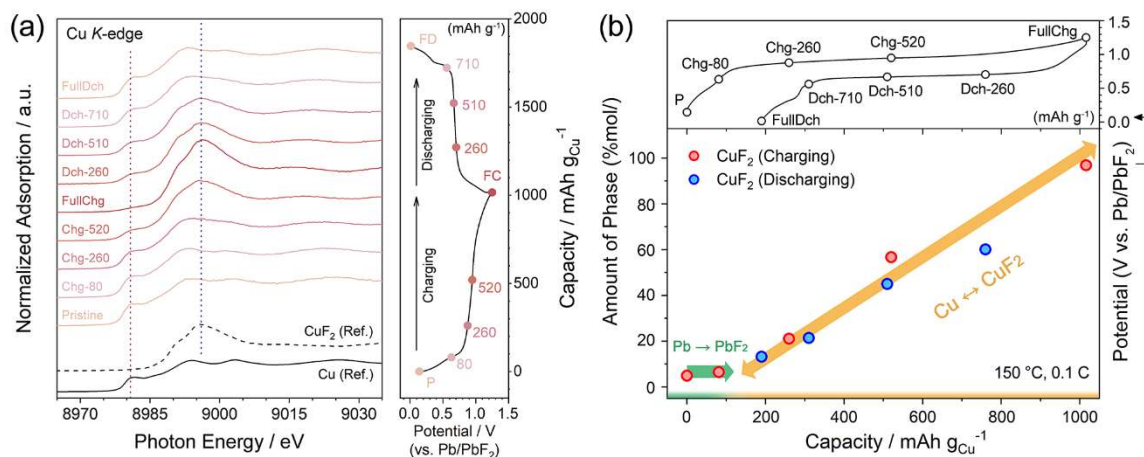 (a)
Cu K-edge
Normalized Adsorption / a.u.
FullDch
Dch-710
Dch-510
Dch-260
FullChg
Chg-520
Chg-260
Chg-80
Pristine
CuF₂ (Ref.)
Cu (Ref.)
8970 8985 9000 9015 9030
Photon Energy / eV
(mAh g⁻¹)
FD
710
510
260
FC
520
260
80
P
Discharging
Charging
2000
1500
1000
500
0
Capacity / mAh g_Cu⁻¹
0.0 0.5 1.0 1.5
Potential / V
(vs. Pb/PbF₂)
(b)
P
Chg-80
Chg-260
Chg-520
FullChg
Dch-710
Dch-510
Dch-260
FullDch
(mAh g⁻¹)
1.5
1.0
0.5
0.0
Potential (V vs. Pb/PbF₂)
Amount of Phase (%mol/)
100
80
60
40
20
0
CuF₂ (Charging)
CuF₂ (Discharging)
Cu ↔ CuF₂
Pb → PbF₂
150 °C, 0.1 C
0 200 400 600 800 1000
Capacity / mAh g_Cu⁻¹